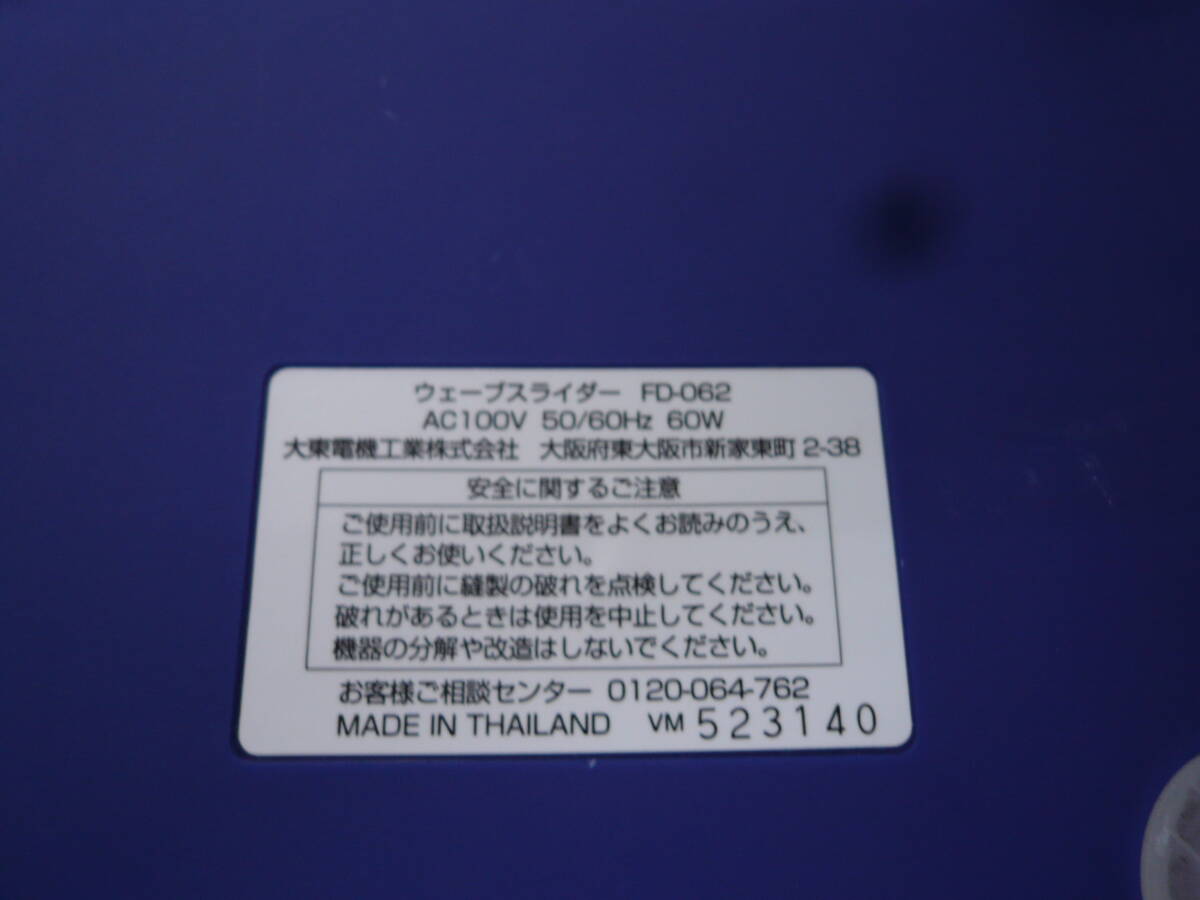 ウェーブスライダー FD-062
AC100V 50/60Hz 60W
大東電機工業株式会社 大阪府東大阪市新家東町 2-38
安全に関するご注意
ご使用前に取扱説明書をよくお読みのうえ、
正しくお使いください。
ご使用前に縫製の破れを点検してください。
破れがあるときは使用を中止してください。
機器の分解や改造はしないでください。
お客様ご相談センター 0120-064-762
MADE IN THAILAND VM 523140